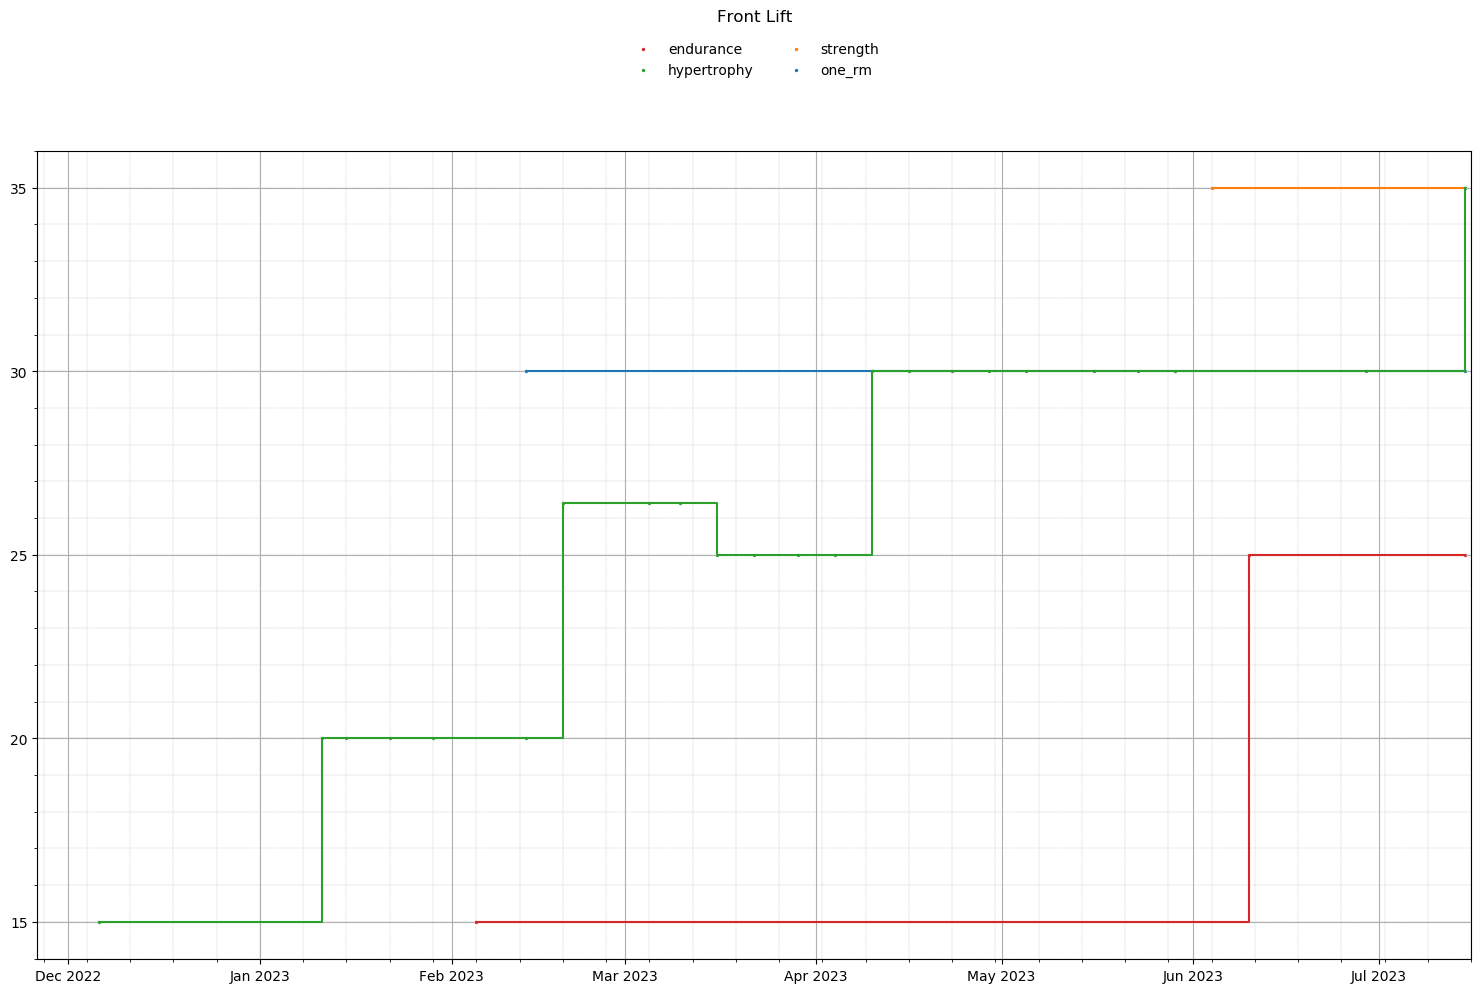 Front Lift
endurance
strength
hypertrophy
one_rm
35
30
25
20
15
Dec 2022
Jan 2023
Feb 2023
Mar 2023
Apr 2023
May 2023
Jun 2023
Jul 2023